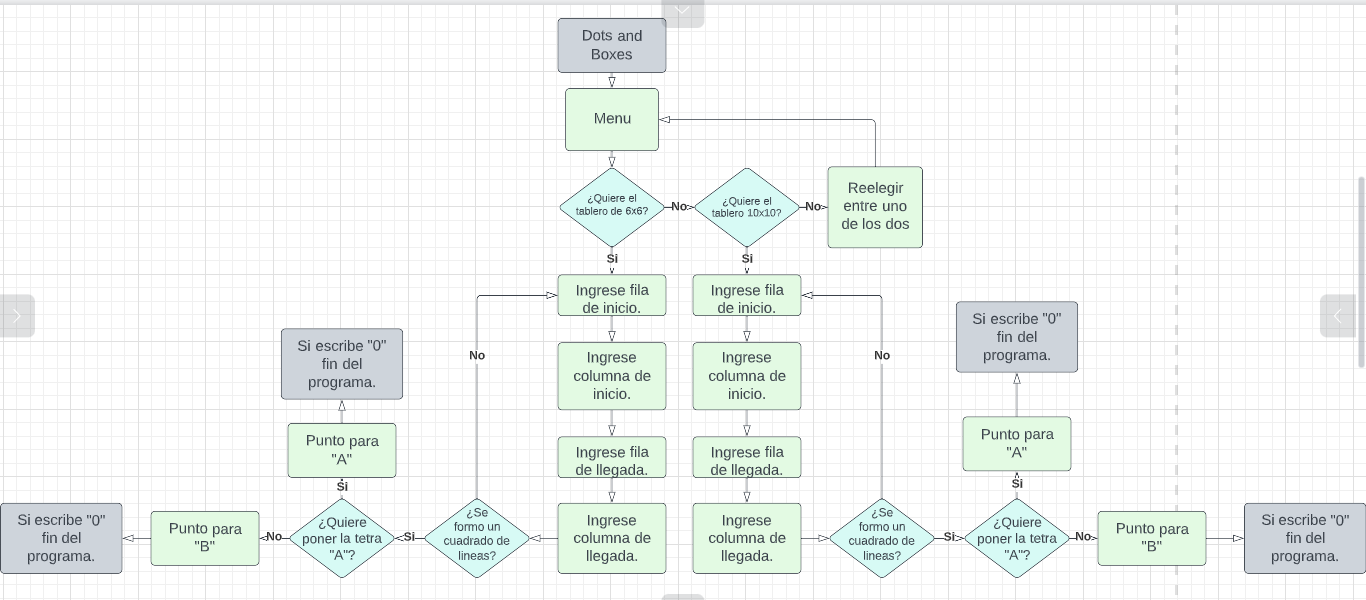 Dots and
Boxes
Menu
¿Quiere el
tablero de 6x6?
No
¿Quiere el
tablero 10x10?
No
Reelegir
entre uno
de los dos
Si
Si
Ingrese fila
de inicio.
Ingrese fila
de inicio.
Si escribe "0"
fin del
programa.
Si escribe "0"
fin del
programa.
No
Ingrese
columna de
inicio.
Ingrese
columna de
inicio.
No
Punto para
"A"
Ingrese fila
de llegada.
Ingrese fila
de llegada.
Punto para
"A"
Si
Si
Si escribe "0"
fin del
programa.
Punto para
"B"
No
¿Quiere
poner la tetra
"A"?
Si
¿Se
formo un
cuadrado de
lineas?
Ingrese
columna de
llegada.
Ingrese
columna de
llegada.
¿Se
formo un
cuadrado de
lineas?
Si
¿Quiere
poner la tetra
"A"?
No
Punto para
"B"
Si escribe "0"
fin del
programa.